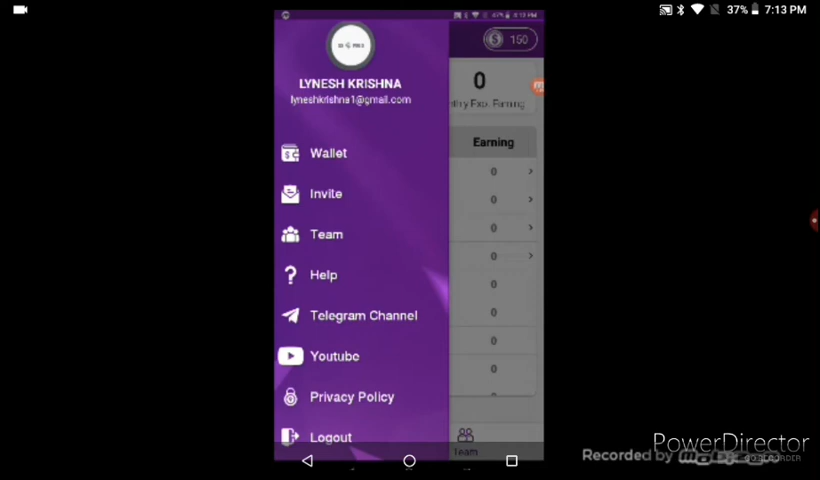 37% 7:13 PM
150
LYNESH KRISHNA
lyneshkrishna1@gmail.com
0
Earning
Wallet
0
Invite
0
Team
0
Help
0
0
Telegram Channel
0
0
Youtube
0
Privacy Policy
Logout
Team
PowerDirector
Recorded by